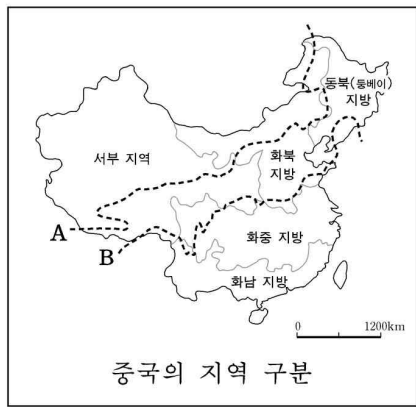 동북(둥베이)
지방
서부 지역
화북
지방
A
B
화중 지방
화남 지방
0 1200km
중국의 지역 구분